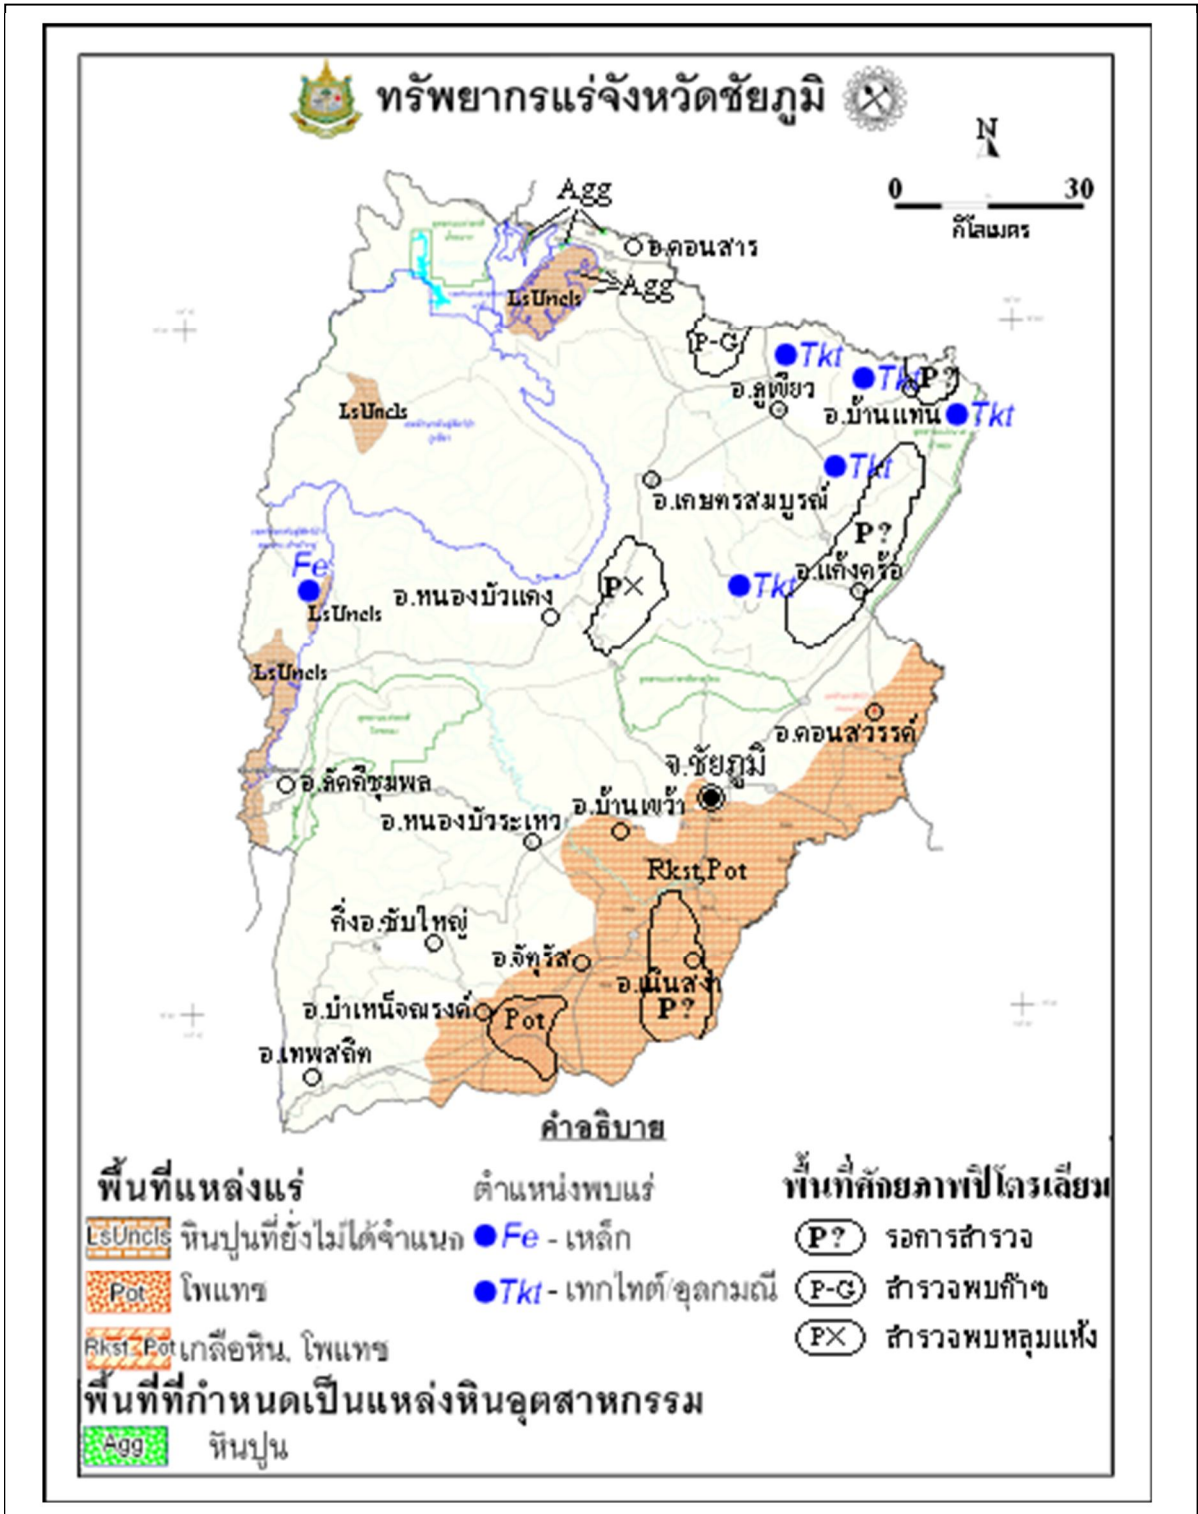 ทรัพยากรแร่จังหวัดชัยภูมิ
N
0 30
กิโลเมตร
Agg
อ.คอนสาร
Agg
LsUncls
P-G
Tkt
Tkt
P?
อ.ภูเขียว
อ.บ้านแท่น
Tkt
LsUncls
Tkt
อ.เกษตรสมบูรณ์
P?
Fe
อ.แก้งคร้อ
PX
Tkt
อ.หนองบัวแดง
LsUncls
LsUncls
อ.คอนสวรรค์
จ.ชัยภูมิ
อ.ภักดีชุมพล
อ.บ้านเขว้า
อ.หนองบัวระเหว
Rkst,Pot
กิ่งอ.ซับใหญ่
อ.จัตุรัส
อ.เนินสง่า
อ.บำเหน็จณรงค์
Pot
P?
อ.เทพสถิต
คำอธิบาย
พื้นที่แหล่งแร่
LsUncls หินปูนที่ยังไม่ได้จำแนก
Pot โพแทช
Rkst, Pot เกลือหิน, โพแทช
ตำแหน่งพบแร่
Fe - เหล็ก
Tkt - เทกไทต์/อุลกมณี
พื้นที่ศักยภาพปิโตรเลียม
P? รอการสำรวจ
P-G สำรวจพบก๊าซ
PX สำรวจพบหลุมแห้ง
พื้นที่ที่กำหนดเป็นแหล่งหินอุตสาหกรรม
Agg หินปูน